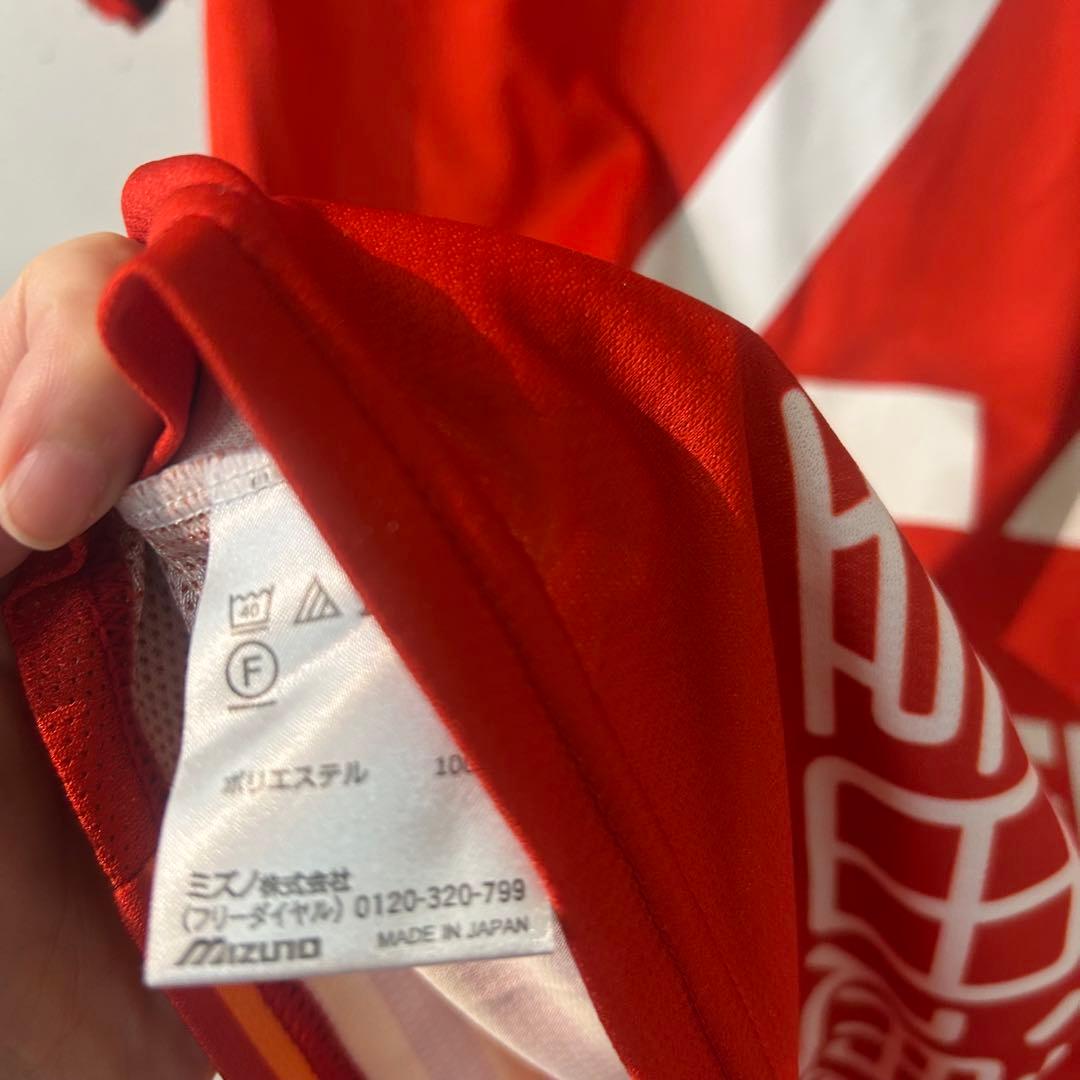 40
F
ポリエステル 100
ミズノ株式会社
(フリーダイヤル) 0120-320-799
MIZUNO MADE IN JAPAN